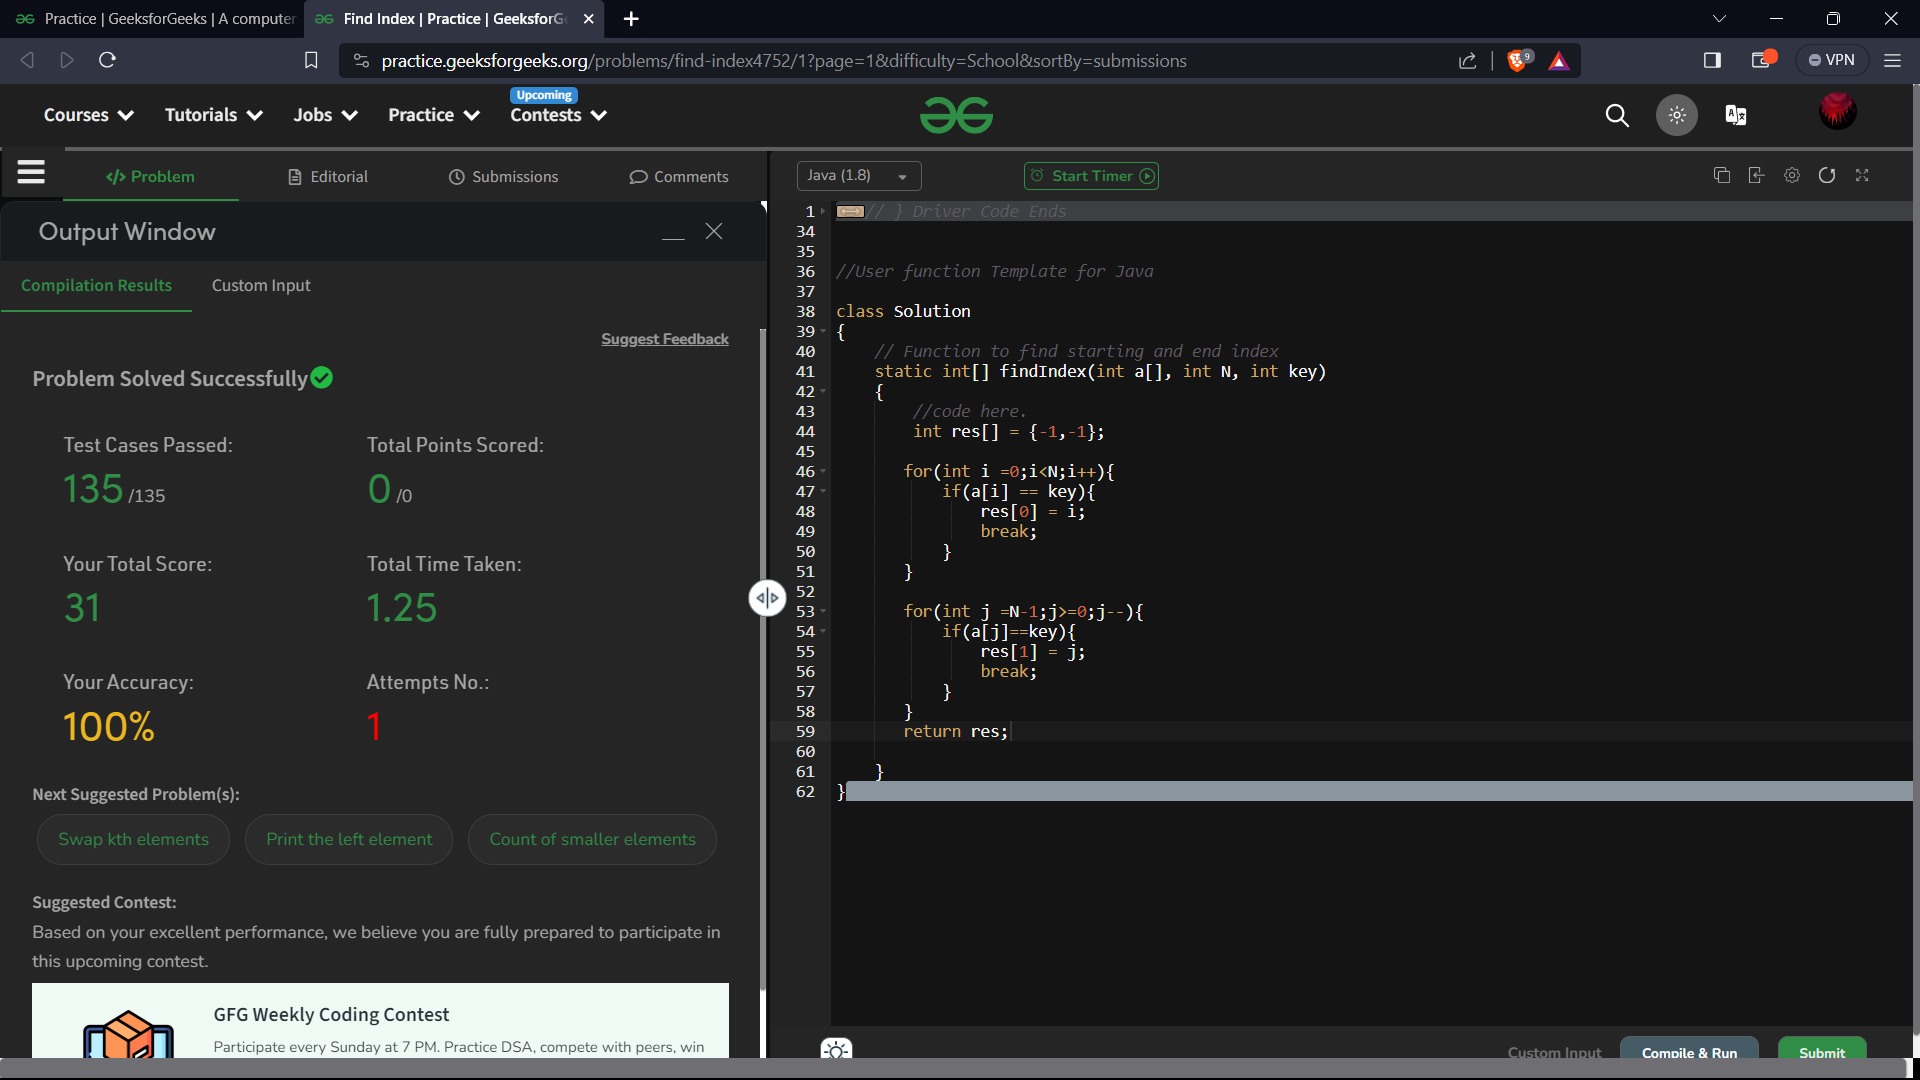 Practice | GeeksforGeeks | A computer
Find Index | Practice | GeeksforG
practice.geeksforgeeks.org/problems/find-index4752/1?page=1&difficulty=School&sortBy=submissions
9
VPN
Courses
Tutorials
Jobs
Practice
Upcoming
Contests
</> Problem
Editorial
Submissions
Comments
Java (1.8)
Start Timer
Output Window
Compilation Results
Custom Input
Suggest Feedback
Problem Solved Successfully
Test Cases Passed:
135 /135
Total Points Scored:
0 /0
Your Total Score:
31
Total Time Taken:
1.25
Your Accuracy:
100%
Attempts No.:
1
Next Suggested Problem(s):
Swap kth elements
Print the left element
Count of smaller elements
Suggested Contest:
Based on your excellent performance, we believe you are fully prepared to participate in
this upcoming contest.
GFG Weekly Coding Contest
Participate every Sunday at 7 PM. Practice DSA, compete with peers, win
1 // } Driver Code Ends
34
35
36 //User function Template for Java
37
38 class Solution
39 {
40     // Function to find starting and end index
41     static int[] findIndex(int a[], int N, int key)
42     {
43         //code here.
44         int res[] = {-1,-1};
45
46        for(int i =0;i<N;i++){
47            if(a[i] == key){
48                res[0] = i;
49                break;
50            }
51        }
52
53        for(int j =N-1;j>=0;j--){
54            if(a[j]==key){
55                res[1] = j;
56                break;
57            }
58        }
59        return res;
60
61     }
62 }
Custom Input
Compile & Run
Submit